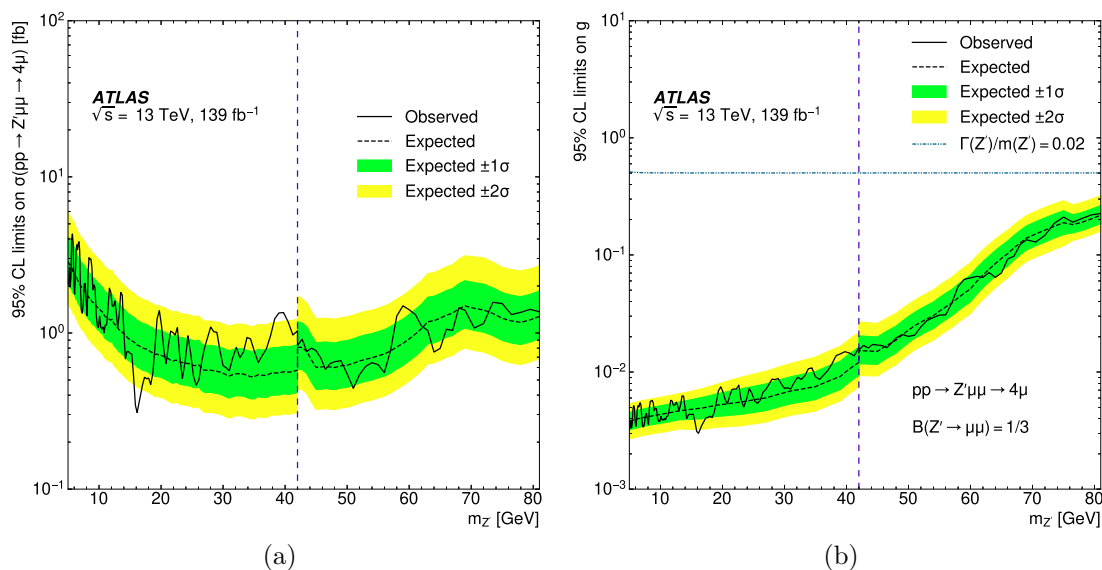 95% CL limits on σ(pp → Z′μμ → 4μ) [fb]
10²
10¹
10⁰
10⁻¹
ATLAS
√s = 13 TeV, 139 fb⁻¹
Observed
Expected
Expected ±1σ
Expected ±2σ
10 20 30 40 50 60 70 80
m_Z′ [GeV]
(a)
95% CL limits on g
10¹
10⁰
10⁻¹
10⁻²
10⁻³
ATLAS
√s = 13 TeV, 139 fb⁻¹
Observed
Expected
Expected ±1σ
Expected ±2σ
Γ(Z′)/m(Z′) = 0.02
pp → Z′μμ → 4μ
B(Z′ → μμ) = 1/3
10 20 30 40 50 60 70 80
m_Z′ [GeV]
(b)